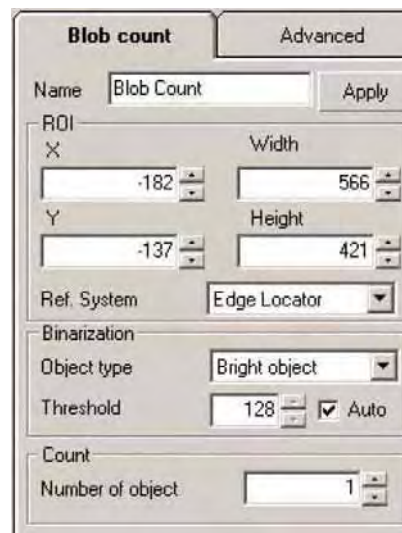 Blob count Advanced
Name Blob Count Apply
ROI
X Width
-182 566
Y Height
-137 421
Ref. System Edge Locator
Binarization
Object type Bright object
Threshold 128 Auto
Count
Number of object 1